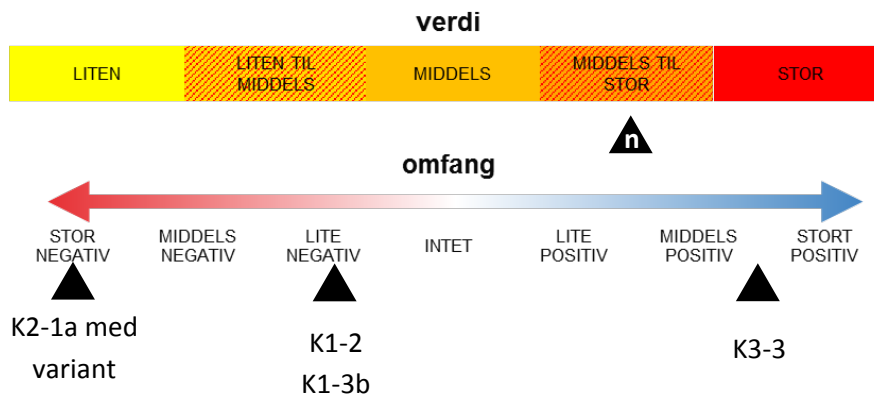 verdi
LITEN
LITEN TIL
MIDDELS
MIDDELS
MIDDELS TIL
STOR
STOR
n
omfang
STOR
NEGATIV
MIDDELS
NEGATIV
LITE
NEGATIV
INTET
LITE
POSITIV
MIDDELS
POSITIV
STORT
POSITIV
K2-1a med
variant
K1-2
K1-3b
K3-3